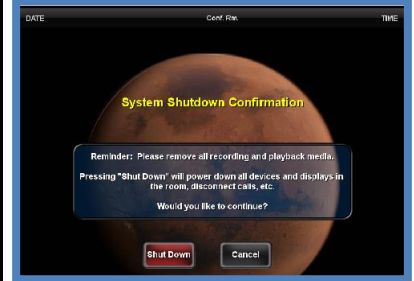 DATE Conf. Rm. TIME
System Shutdown Confirmation
Reminder: Please remove all recording and playback media.
Pressing "Shut Down" will power down all devices and displays in
the room, disconnect calls, etc.
Would you like to continue?
Shut Down Cancel